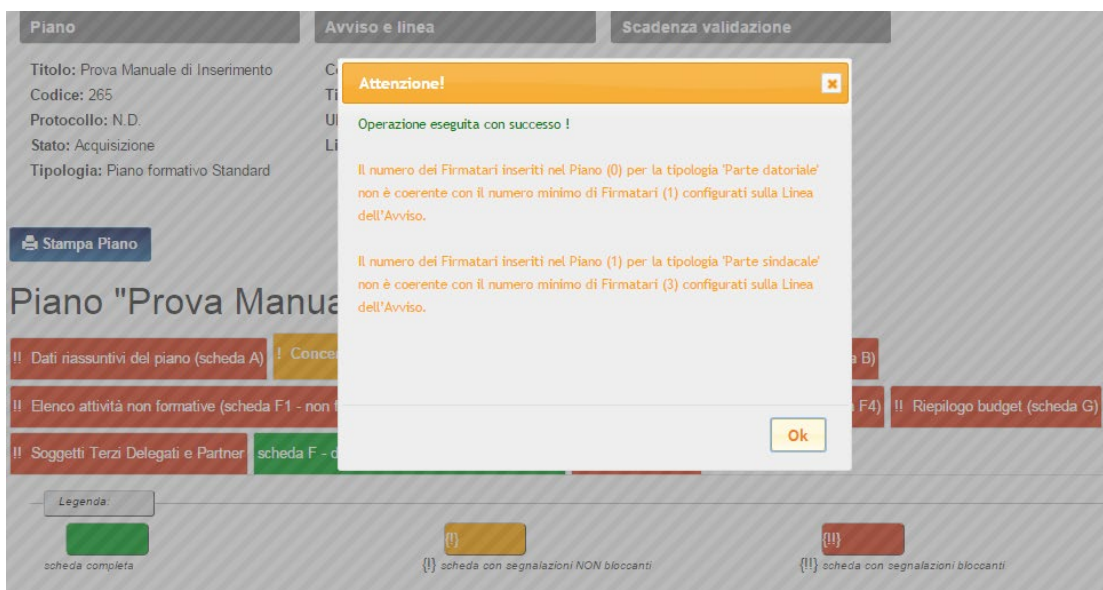 Piano
Avviso e linea
Scadenza validazione
Titolo: Prova Manuale di Inserimento
Codice: 265
Protocollo: N.D.
Stato: Acquisizione
Tipologia: Piano formativo Standard
Attenzione!
Operazione eseguita con successo !
Il numero dei Firmatari inseriti nel Piano (0) per la tipologia 'Parte datoriale'
non è coerente con il numero minimo di Firmatari (1) configurati sulla Linea
dell'Avviso.
Il numero dei Firmatari inseriti nel Piano (1) per la tipologia 'Parte sindacale'
non è coerente con il numero minimo di Firmatari (3) configurati sulla Linea
dell'Avviso.
Ok
Stampa Piano
Piano "Prova Manua
!! Dati riassuntivi del piano (scheda A)
! Conce
B)
!! Elenco attività non formative (scheda F1 - non f
F4)
!! Riepilogo budget (scheda G)
!! Soggetti Terzi Delegati e Partner
scheda F - d
Legenda:
{!}
{!!}
scheda completa
{!} scheda con segnalazioni NON bloccanti
{!!} scheda con segnalazioni bloccanti